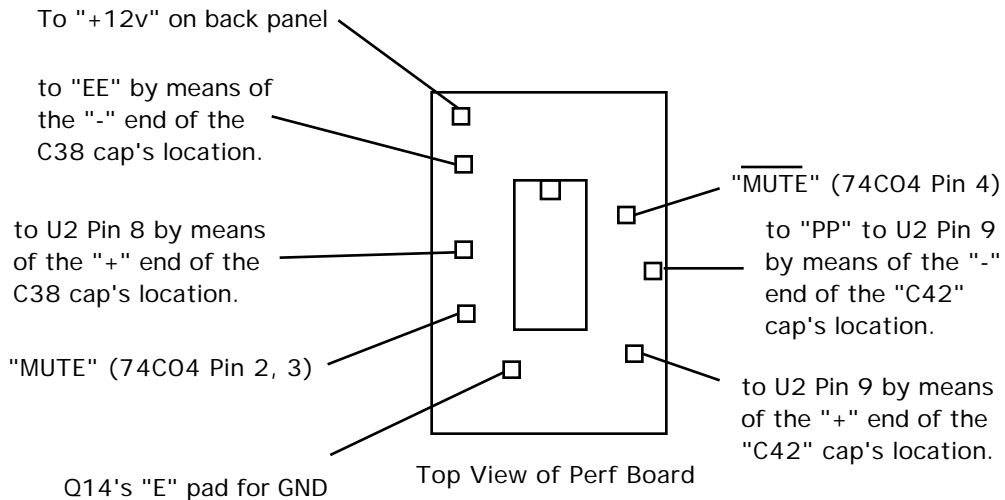 To "+12v" on back panel
to "EE" by means of
the "-" end of the
C38 cap's location.
to U2 Pin 8 by means
of the "+" end of the
C38 cap's location.
"MUTE" (74C04 Pin 2, 3)
Q14's "E" pad for GND
"MUTE" (74C04 Pin 4)
to "PP" to U2 Pin 9
by means of the "-"
end of the "C42"
cap's location.
to U2 Pin 9 by means
of the "+" end of the
"C42" cap's location.
Top View of Perf Board